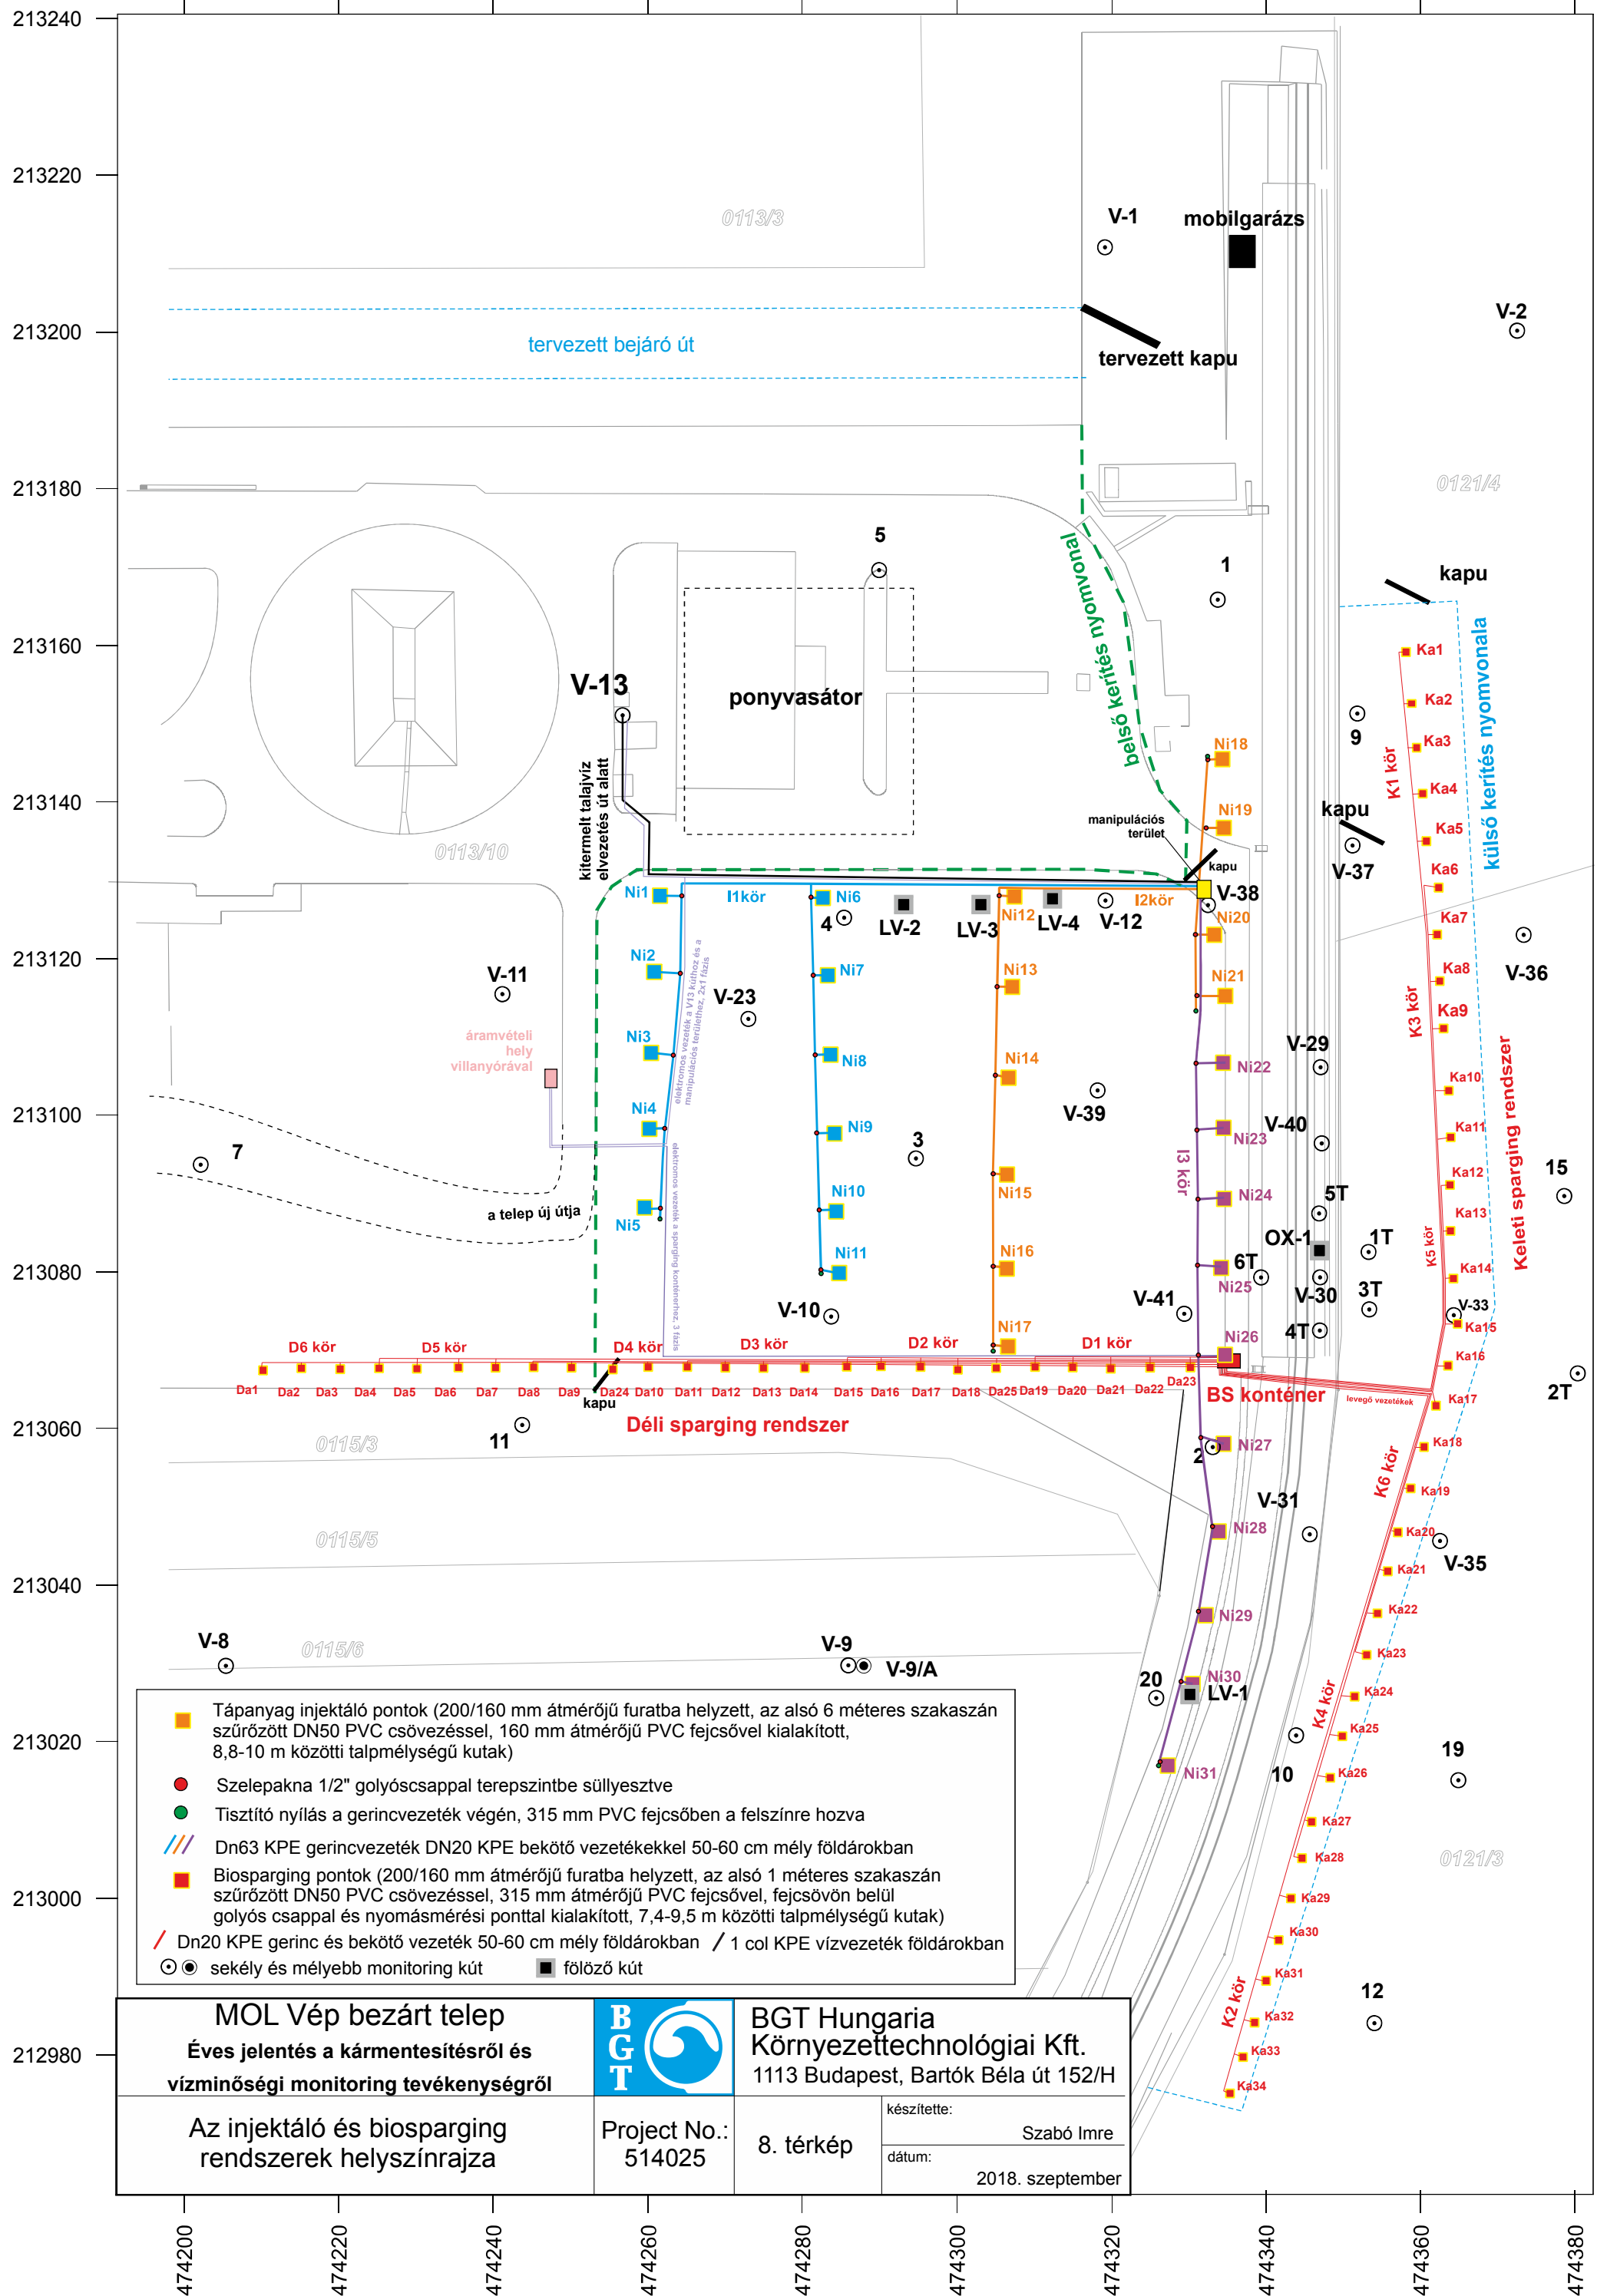 213240
213220
213200
213180
213160
213140
213120
213100
213080
213060
213040
213020
213000
212980
0113/3
V-1
mobilgarázs
V-2
tervezett bejáró út
tervezett kapu
0121/4
5
1
kapu
belső kerítés nyomvonal
külső kerítés nyomvonala
V-13
ponyvasátor
kitermelt talajvíz
elvezetés út alatt
0113/10
9
Ka1
Ka2
Ka3
K1 kör
Ka4
Ka5
Ka6
Ni18
Ni19
manipulációs
terület
kapu
kapu
V-37
V-38
Ni1
I1kör
Ni6
4
LV-2
LV-3
Ni12
LV-4
V-12
I2kör
Ni20
Ka7
V-36
Ni2
Ni7
Ni13
Ni21
Ka8
V-11
V-23
elektromos vezeték a V13 kúthoz és a
manipulációs területhez, 2x1 fázis
K3 kör
Ka9
Keleti sparging rendszer
áramvételi
hely
villanyórával
Ni3
Ni8
Ni14
Ni22
V-29
V-39
Ka10
Ni4
Ni9
Ni23
V-40
Ka11
7
3
I3 kör
elektromos vezeték a sparging konténerhez, 3 fázis
Ni15
Ni24
5T
Ka12
15
a telep új útja
Ni5
Ni10
OX-1
1T
K5 kör
Ka13
Ni11
Ni16
6T
Ni25
V-30
3T
Ka14
V-10
V-41
4T
V-33
Ka15
Ni17
Ni26
Ka16
D6 kör
D5 kör
D4 kör
D3 kör
D2 kör
D1 kör
Da1
Da2
Da3
Da4
Da5
Da6
Da7
Da8
Da9
Da24
Da10
Da11
Da12
Da13
Da14
Da15
Da16
Da17
Da18
Da25
Da19
Da20
Da21
Da22
Da23
kapu
BS konténer
levegő vezetékek
Ka17
2T
Déli sparging rendszer
11
0115/3
2
Ni27
Ka18
K6 kör
Ka19
V-31
Ni28
Ka20
V-35
0115/5
Ka21
Ni29
Ka22
V-8
0115/6
V-9
V-9/A
Ka23
20
Ni30
LV-1
Ka24
K4 kör
Ka25
10
19
Ni31
Ka26
Ka27
Ka28
0121/3
Ka29
Ka30
Ka31
K2 kör
Ka32
12
Ka33
Ka34
Tápanyag injektáló pontok (200/160 mm átmérőjű furatba helyzett, az alsó 6 méteres szakaszán
szűrőzött DN50 PVC csövezéssel, 160 mm átmérőjű PVC fejcsővel kialakított,
8,8-10 m közötti talpmélységű kutak)
Szelepakna 1/2" golyóscsappal terepszintbe süllyesztve
Tisztító nyílás a gerincvezeték végén, 315 mm PVC fejcsőben a felszínre hozva
Dn63 KPE gerincvezeték DN20 KPE bekötő vezetékekkel 50-60 cm mély földárokban
Biosparging pontok (200/160 mm átmérőjű furatba helyzett, az alsó 1 méteres szakaszán
szűrőzött DN50 PVC csövezéssel, 315 mm átmérőjű PVC fejcsővel, fejcsövön belül
golyós csappal és nyomásmérési ponttal kialakított, 7,4-9,5 m közötti talpmélységű kutak)
Dn20 KPE gerinc és bekötő vezeték 50-60 cm mély földárokban
1 col KPE vízvezeték földárokban
sekély és mélyebb monitoring kút
fölöző kút
MOL Vép bezárt telep
Éves jelentés a kármentesítésről és
vízminőségi monitoring tevékenységről
BGT
BGT Hungaria
Környezettechnológiai Kft.
1113 Budapest, Bartók Béla út 152/H
Az injektáló és biosparging
rendszerek helyszínrajza
Project No.:
514025
8. térkép
készítette:
Szabó Imre
dátum:
2018. szeptember
474200
474220
474240
474260
474280
474300
474320
474340
474360
474380